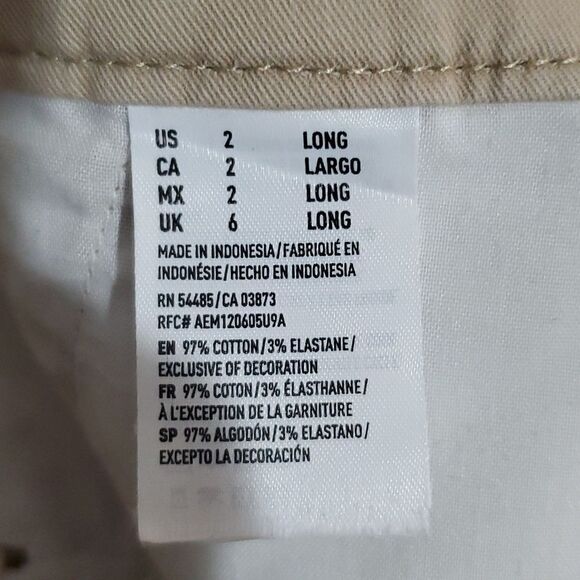 US 2 LONG
CA 2 LARGO
MX 2 LONG
UK 6 LONG
MADE IN INDONESIA/FABRIQUÉ EN
INDONÉSIE/HECHO EN INDONESIA
RN 54485/CA 03873
RFC# AEM120605U9A
EN 97% COTTON/3% ELASTANE/
EXCLUSIVE OF DECORATION
FR 97% COTON/3% ÉLASTHANNE/
À L'EXCEPTION DE LA GARNITURE
SP 97% ALGODÓN/3% ELASTANO/
EXCEPTO LA DECORACIÓN